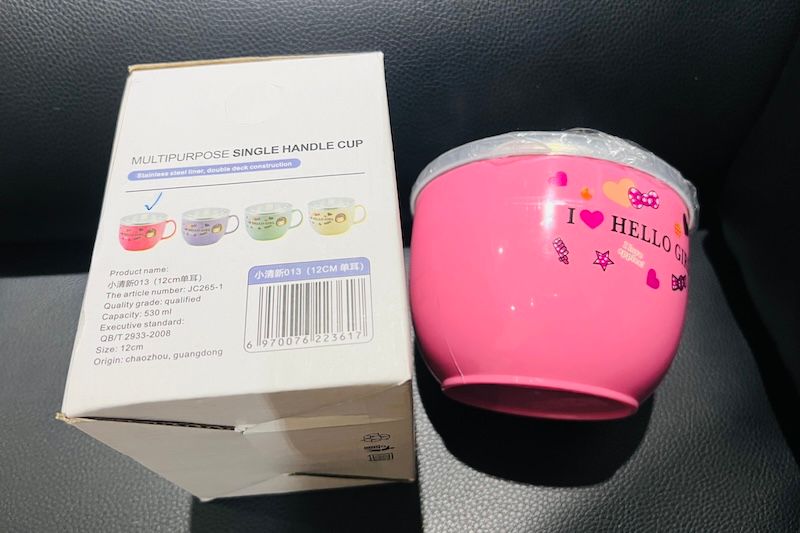 MULTIPURPOSE SINGLE HANDLE CUP
Stainless steel liner, double deck construction
Product name:
小清新013 (12cm单耳)
The article number: JC265-1
Quality grade: qualified
Capacity: 530 ml
Executive standard:
QB/T 2933-2008
Size: 12cm
Origin: chaozhou, guangdong
小清新013 (12CM 单耳)
6 970076 223617
I HELLO GIRL